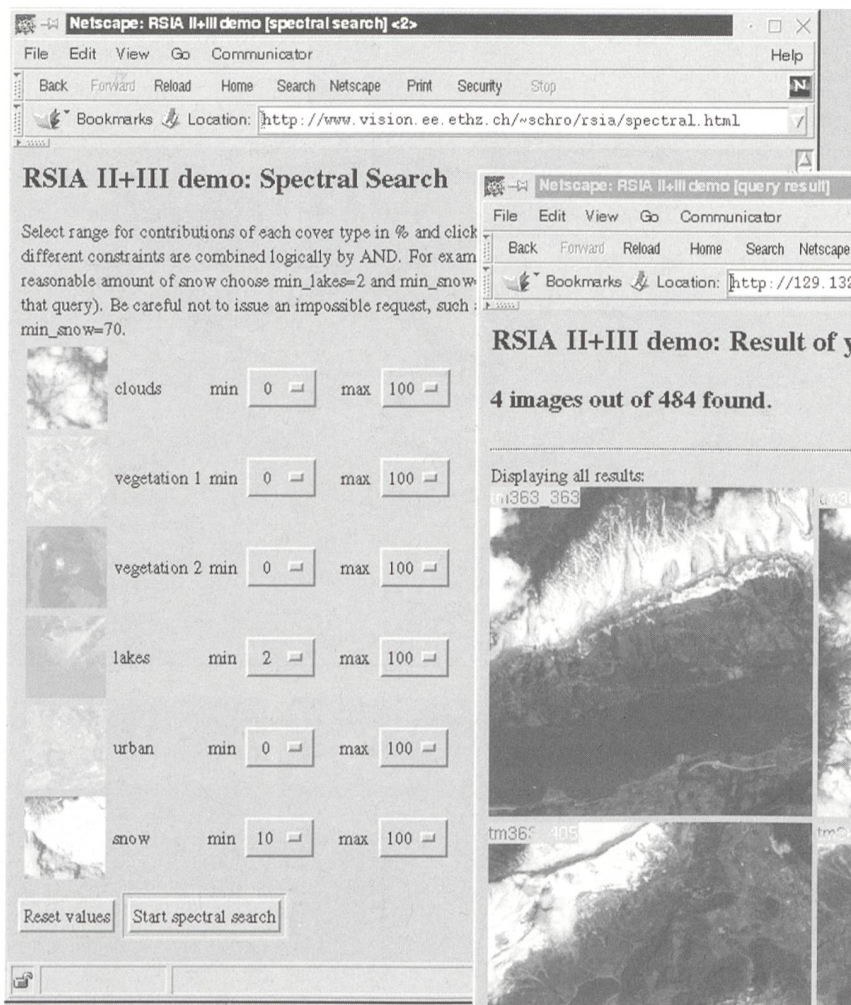 Netscape: RSIA II+III demo [spectral search] <2>
File Edit View Go Communicator Help
Back Forward Reload Home Search Netscape Print Security Stop
N
Bookmarks Location: http://www.vision.ee.ethz.ch/~schro/rsia/spectral.html
RSIA II+III demo: Spectral Search
Select range for contributions of each cover type in % and click
different constraints are combined logically by AND. For exam
reasonable amount of snow choose min_lakes=2 and min_snow
that query). Be careful not to issue an impossible request, such
min_snow=70.
clouds min 0 max 100
vegetation 1 min 0 max 100
vegetation 2 min 0 max 100
lakes min 2 max 100
urban min 0 max 100
snow min 10 max 100
Reset values Start spectral search
Netscape: RSIA II+III demo [query result]
File Edit View Go Communicator
Back Forward Reload Home Search Netscape
Bookmarks Location: http://129.132
RSIA II+III demo: Result of y
4 images out of 484 found.
Displaying all results:
tm363_363
tm363_405